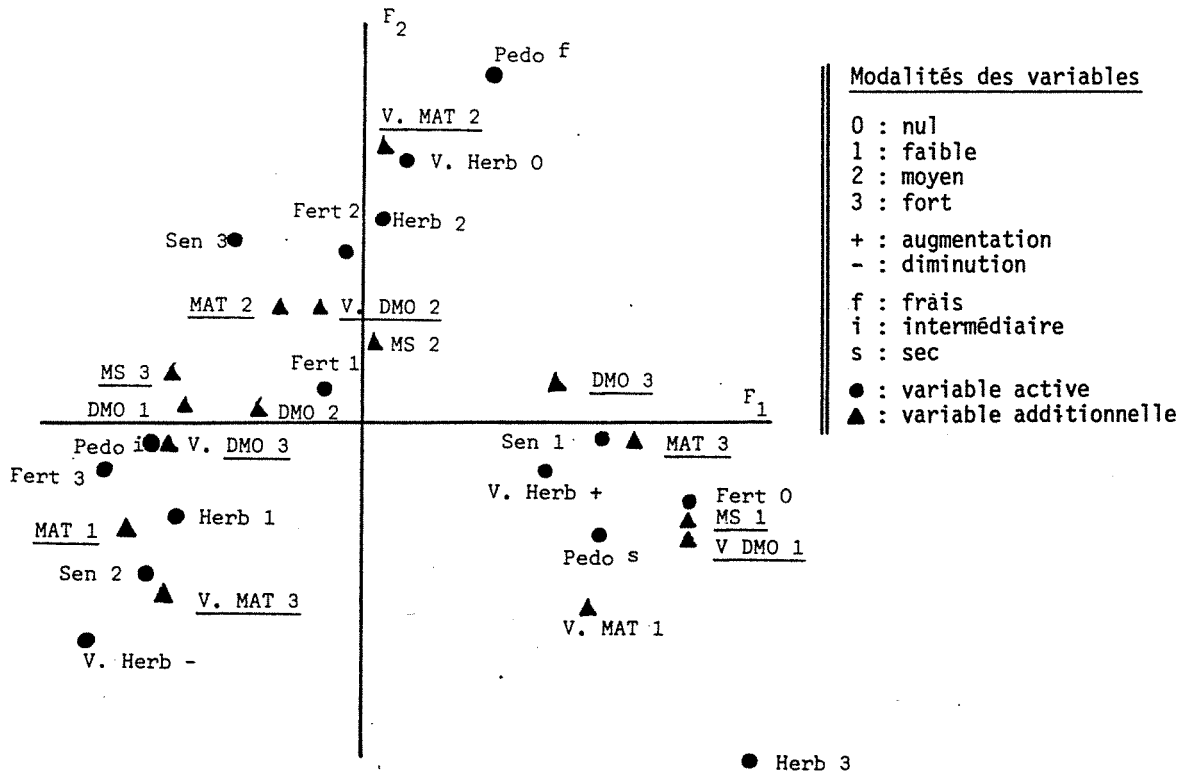 F2
Pedo f
V. MAT 2
V. Herb 0
Fert 2
Herb 2
Sen 3
MAT 2
V. DMO 2
MS 2
Fert 1
MS 3
DMO 3
DMO 1
DMO 2
F1
Pedo i
V. DMO 3
Sen 1
MAT 3
Fert 3
V. Herb +
Fert 0
Herb 1
MS 1
MAT 1
V DMO 1
Pedo s
Sen 2
V. MAT 3
V. MAT 1
V. Herb -
Herb 3
Modalités des variables
0 : nul
1 : faible
2 : moyen
3 : fort
+ : augmentation
- : diminution
f : fràis
i : intermédiaire
s : sec
● : variable active
▲ : variable additionnelle